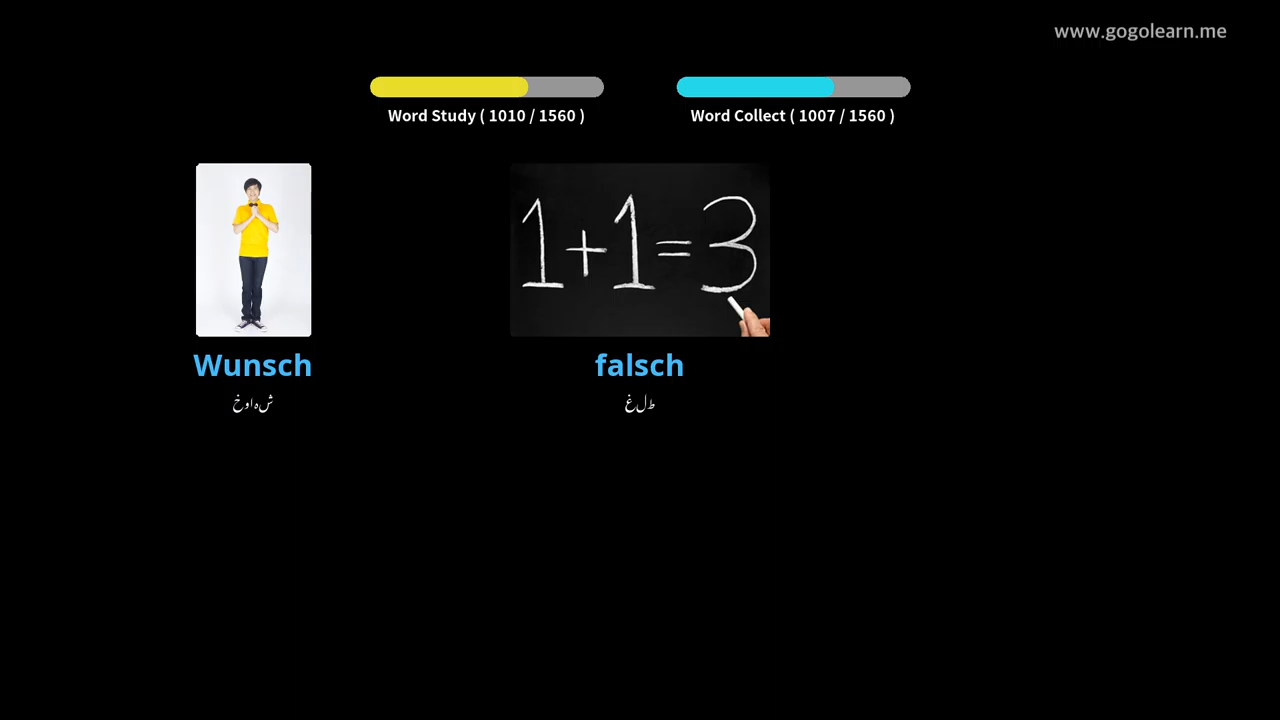 www.gogolearn.me
Word Study ( 1010 / 1560 )
Word Collect ( 1007 / 1560 )
1+1=3
Wunsch
خواہش
falsch
غلط